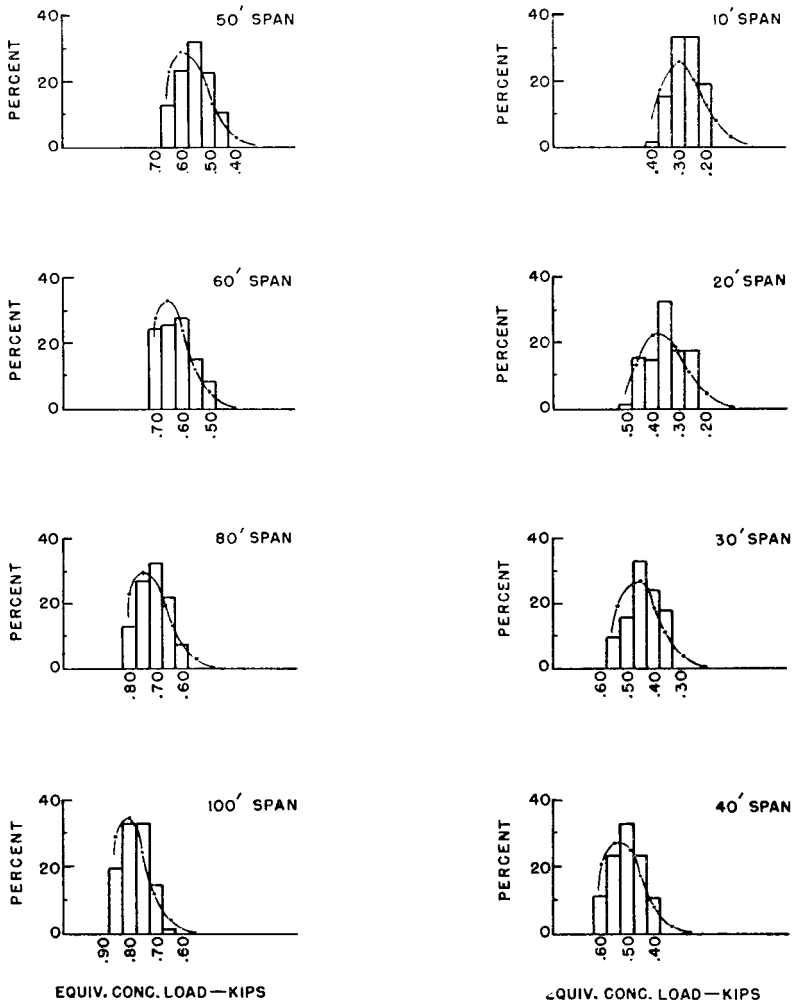 50' SPAN
PERCENT
40
20
0
.70
.60
.50
.40
60' SPAN
PERCENT
40
20
0
.70
.60
.50
80' SPAN
PERCENT
40
20
0
.80
.70
.60
100' SPAN
PERCENT
40
20
0
.90
.80
.70
.60
EQUIV. CONC. LOAD—KIPS
10' SPAN
PERCENT
40
20
0
.40
.30
.20
20' SPAN
PERCENT
40
20
0
.50
.40
.30
.20
30' SPAN
PERCENT
40
20
0
.60
.50
.40
.30
40' SPAN
PERCENT
40
20
0
.60
.50
.40
EQUIV. CONC. LOAD—KIPS